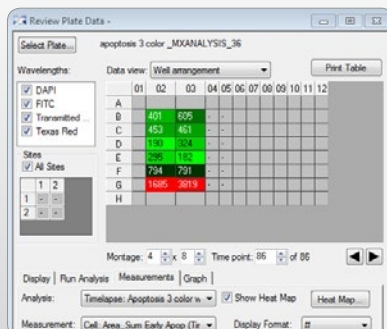 Review Plate Data -
Select Plate... apoptosis 3 color _MXANALYSIS_36
Wavelengths: Data view: Well arrangement Print Table
DAPI
FITC
Transmitted ...
Texas Red
Sites
All Sites
1 2
1 - -
2 - -
01 02 03 04 05 06 07 08 09 10 11 12
A
B 401 605 - -
C 453 461 - -
D 190 324 - -
E 295 182 - -
F 794 791 - -
G 1685 3819 - -
H
Montage: 4 x 8 Time point: 86 of 86
Display Run Analysis Measurements Graph
Analysis: Timelapse: Apoptosis 3 color w Show Heat Map Heat Map...
Measurement: Cell: Area_Sum Early Apop (Tir Display Format: #